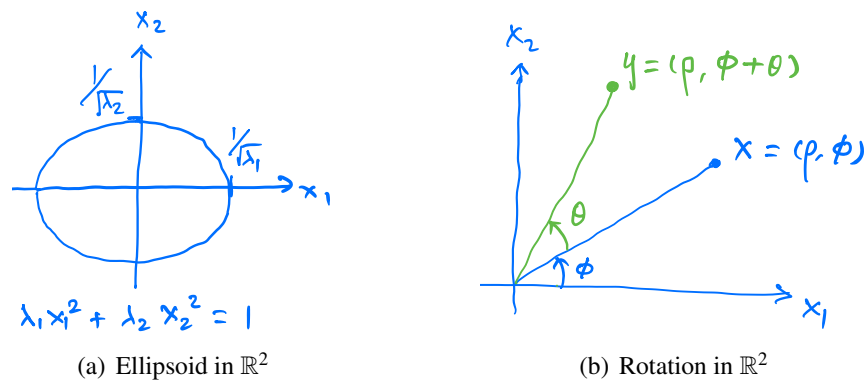 x₂
1/√λ₂
1/√λ₁
x₁
λ₁x₁² + λ₂x₂² = 1
(a) Ellipsoid in ℝ²
x₂
y = (ρ, ϕ+θ)
x = (ρ, ϕ)
θ
ϕ
x₁
(b) Rotation in ℝ²